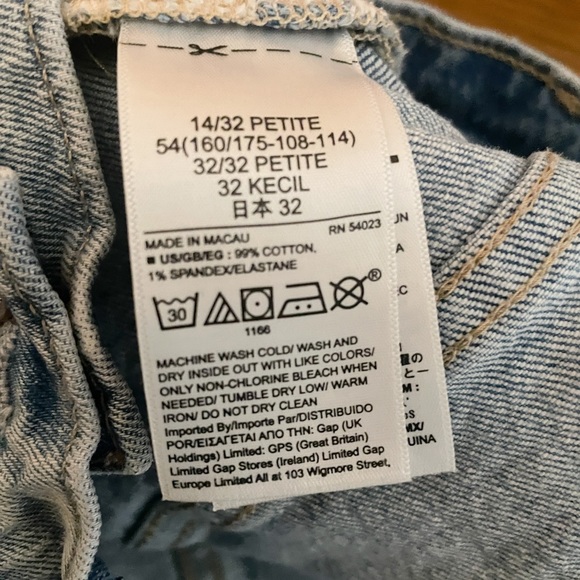 14/32 PETITE
54(160/175-108-114)
32/32 PETITE
32 KECIL
日本 32
RN 54023
MADE IN MACAU
■ US/GB/EG : 99% COTTON,
1% SPANDEX/ELASTANE
30
®
1166
MACHINE WASH COLD/ WASH AND
DRY INSIDE OUT WITH LIKE COLORS/
ONLY NON-CHLORINE BLEACH WHEN
NEEDED/ TUMBLE DRY LOW/ WARM
IRON/ DO NOT DRY CLEAN
Imported By/Importe Par/DISTRIBUIDO
POR/ΕΙΣΑΓΕΤΑΙ ΑΠΟ ΤΗΝ: Gap (UK
Holdings) Limited: GPS (Great Britain)
Limited Gap Stores (Ireland) Limited Gap
Europe Limited All at 103 Wigmore Street,